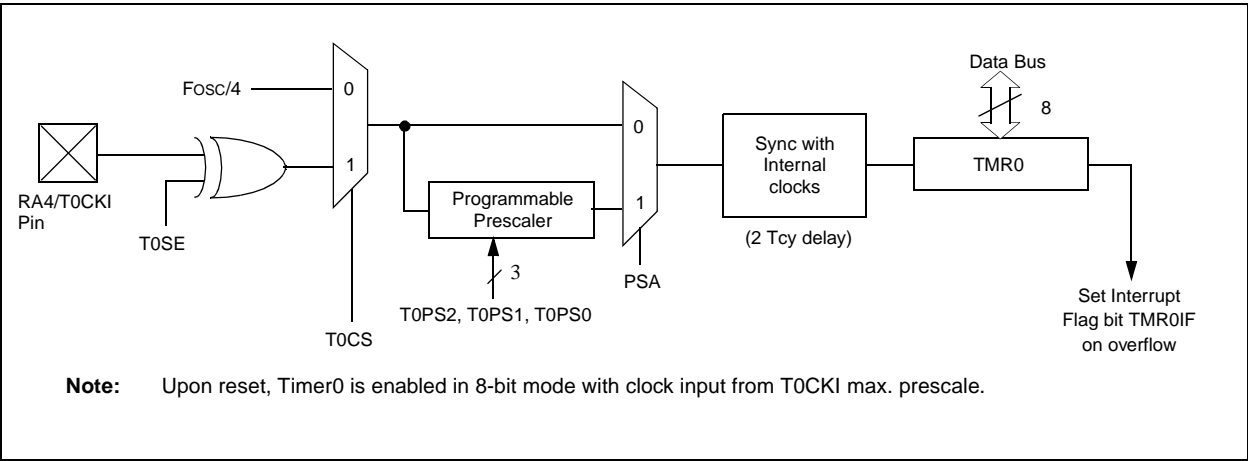 Data Bus
8
Fosc/4
0
1
0
1
RA4/T0CKI
Pin
T0SE
Programmable
Prescaler
3
T0PS2, T0PS1, T0PS0
T0CS
PSA
Sync with
Internal
clocks
(2 Tcy delay)
TMR0
Set Interrupt
Flag bit TMR0IF
on overflow
Note: Upon reset, Timer0 is enabled in 8-bit mode with clock input from T0CKI max. prescale.